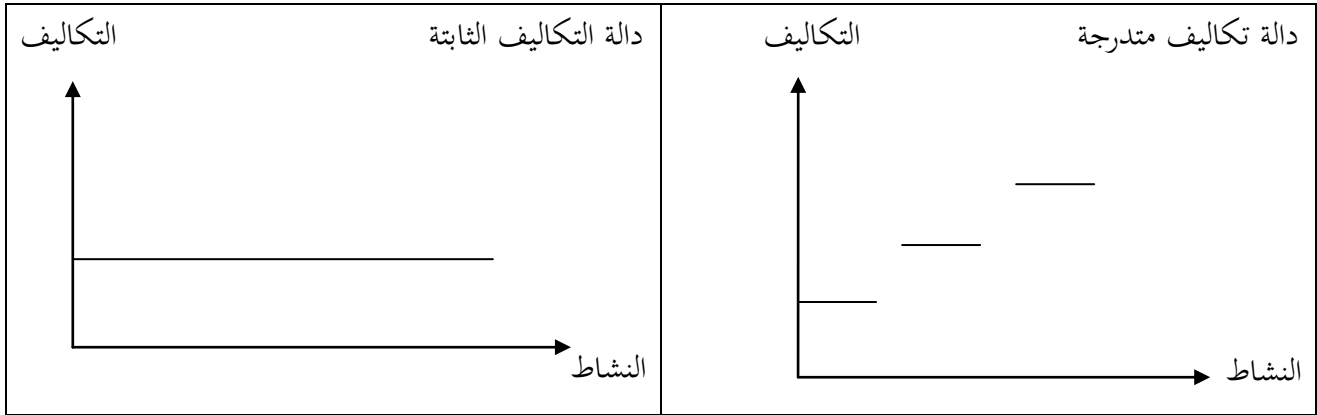 دالة تكاليف متدرجة
التكاليف
النشاط
دالة التكاليف الثابتة
التكاليف
النشاط